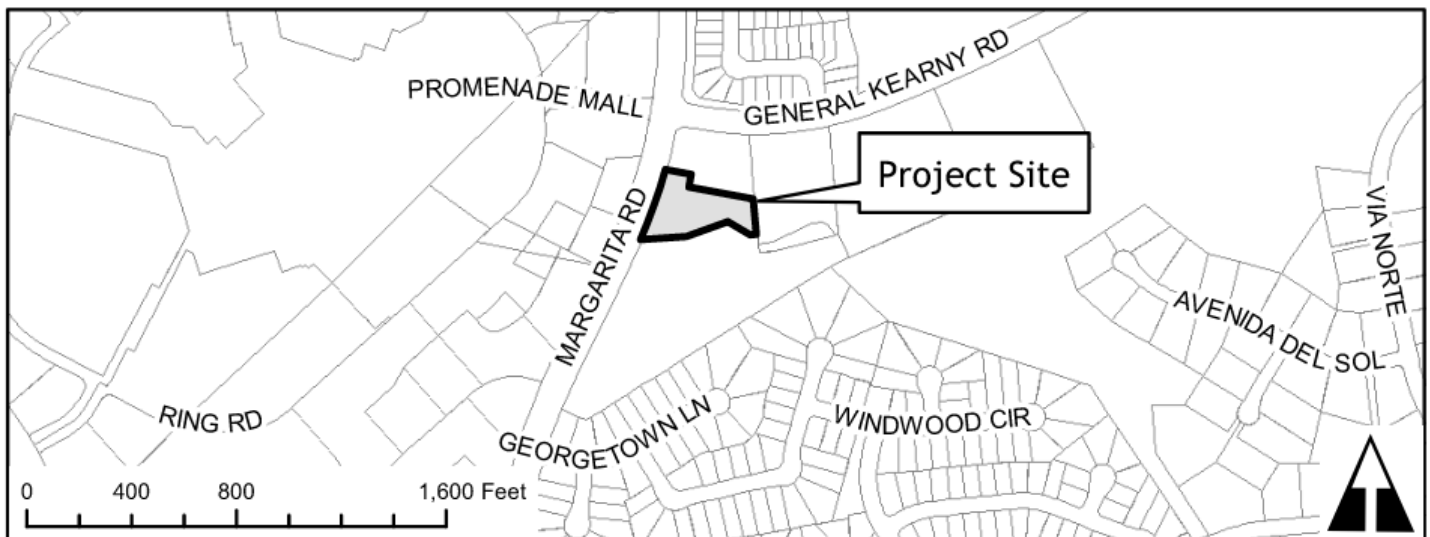 PROMENADE MALL
GENERAL KEARNY RD
Project Site
MARGARITA RD
VIA NORTE
AVENIDA DEL SOL
RING RD
GEORGETOWN LN
WINDWOOD CIR
0 400 800 1,600 Feet